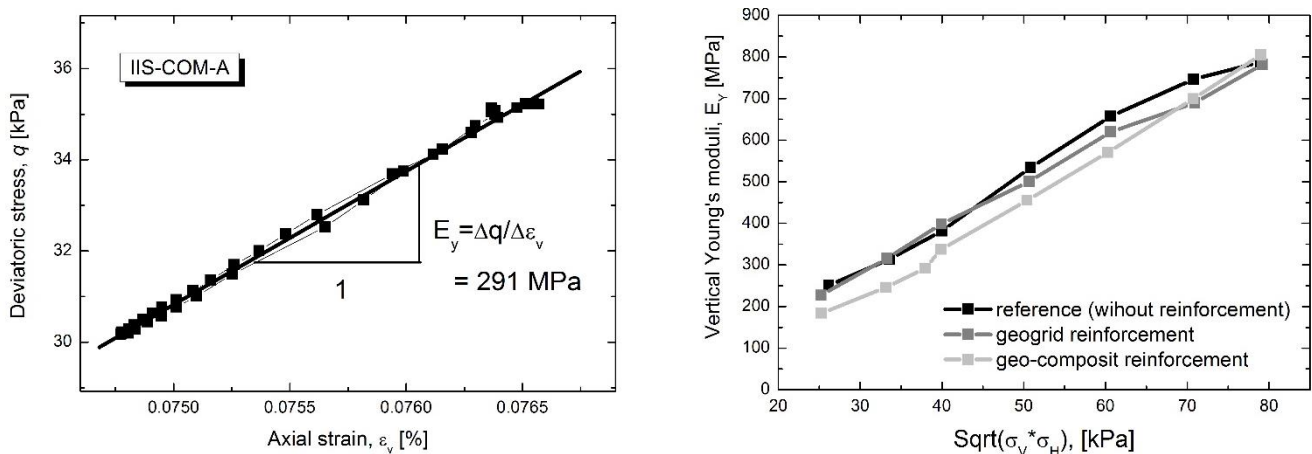 IIS-COM-A
Deviatoric stress, q [kPa]
36
34
32
30
E_y=Δq/Δε_v
= 291 MPa
1
0.0750 0.0755 0.0760 0.0765
Axial strain, ε_v [%]
Vertical Young's moduli, E_Y [MPa]
900
800
700
600
500
400
300
200
100
0
reference (wihout reinforcement)
geogrid reinforcement
geo-composit reinforcement
20 30 40 50 60 70 80
Sqrt(σ_V*σ_H), [kPa]